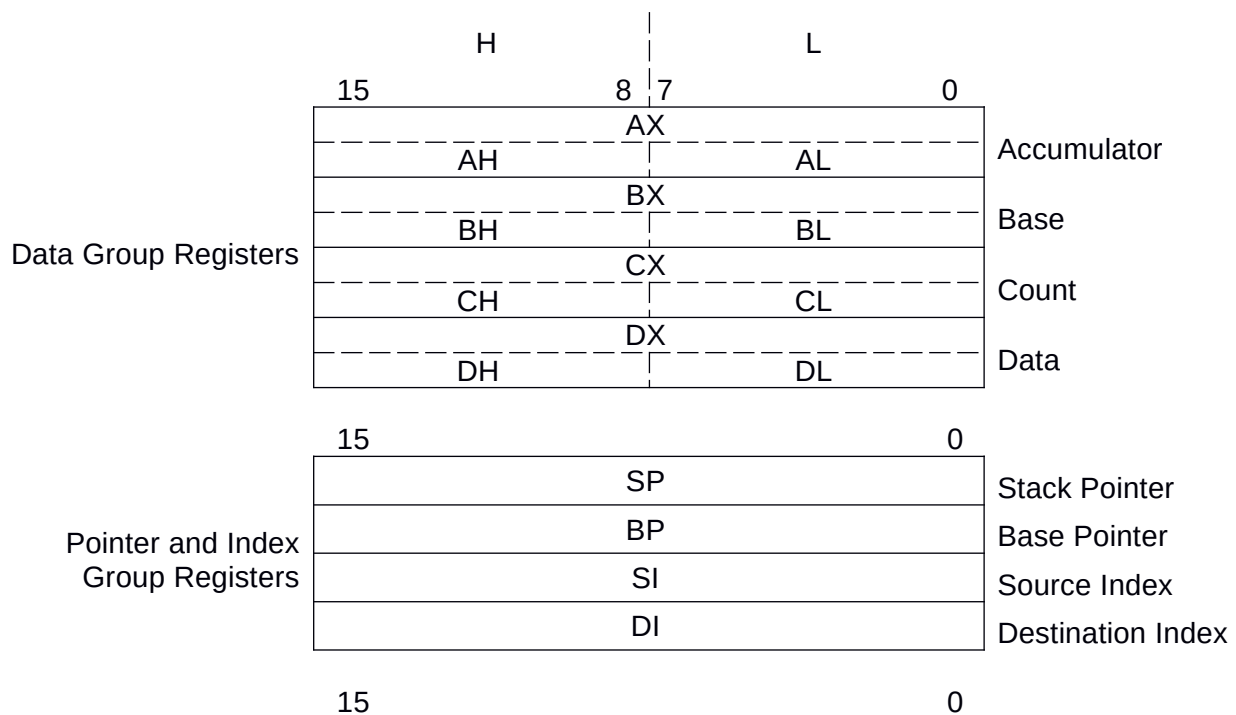 H L
15 8 7 0
AX
AH AL
Accumulator
BX
BH BL
Base
Data Group Registers
CX
CH CL
Count
DX
DH DL
Data
15 0
SP
Stack Pointer
BP
Base Pointer
Pointer and Index
Group Registers
SI
Source Index
DI
Destination Index
15 0